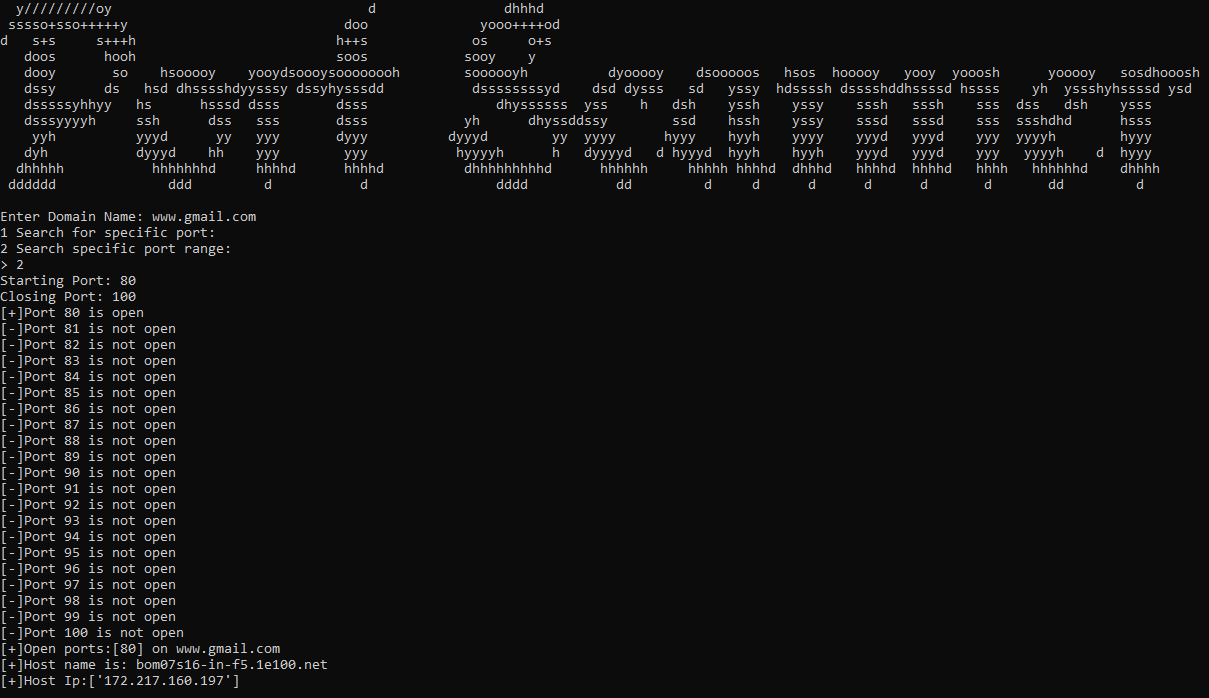 y/////////oy d dhhhd
sssso+sso+++++y doo yooo++++od
d s+s s+++h h++s os o+s
doos hooh soos sooy y
dooy so hsooooy yooydsoooysoooooooh soooooyh dyooooy dsooooos hsos hooooy yooy yooosh yooooy sosdhooosh
dssy ds hsd dhsssshdyysssy dssyhysssdd dsssssssssyd dsd dysss sd yssy hdssssh dsssshddhssssd hssss yh yssshyhssssd ysd
dsssssyhhyy hs hsssd dsss dsss dhyssssss yss h dsh yssh yssy sssh sssh sss dss dsh ysss
dsssyyyyh ssh dss sss dsss yh dhyssddssy ssd hssh yssy sssd sssd sss ssshdhd hsss
yyh yyyd yy yyy dyyy dyyyd yy yyyy hyyy hyyh yyyy yyyd yyyd yyy yyyyh hyyy
dyh dyyyd hh yyy yyy hyyyyh h dyyyyd d hyyyd hyyh hyyh yyyd yyyd yyy yyyyh d hyyy
dhhhhh hhhhhhhd hhhhd hhhhd dhhhhhhhhhhd hhhhhh hhhhh hhhhd dhhhd hhhhd hhhhd hhhh hhhhhhd dhhhh
dddddd ddd d d dddd dd d d d d d d dd d
Enter Domain Name: www.gmail.com
1 Search for specific port:
2 Search specific port range:
> 2
Starting Port: 80
Closing Port: 100
[+]Port 80 is open
[-]Port 81 is not open
[-]Port 82 is not open
[-]Port 83 is not open
[-]Port 84 is not open
[-]Port 85 is not open
[-]Port 86 is not open
[-]Port 87 is not open
[-]Port 88 is not open
[-]Port 89 is not open
[-]Port 90 is not open
[-]Port 91 is not open
[-]Port 92 is not open
[-]Port 93 is not open
[-]Port 94 is not open
[-]Port 95 is not open
[-]Port 96 is not open
[-]Port 97 is not open
[-]Port 98 is not open
[-]Port 99 is not open
[-]Port 100 is not open
[+]Open ports:[80] on www.gmail.com
[+]Host name is: bom07s16-in-f5.1e100.net
[+]Host Ip:['172.217.160.197']